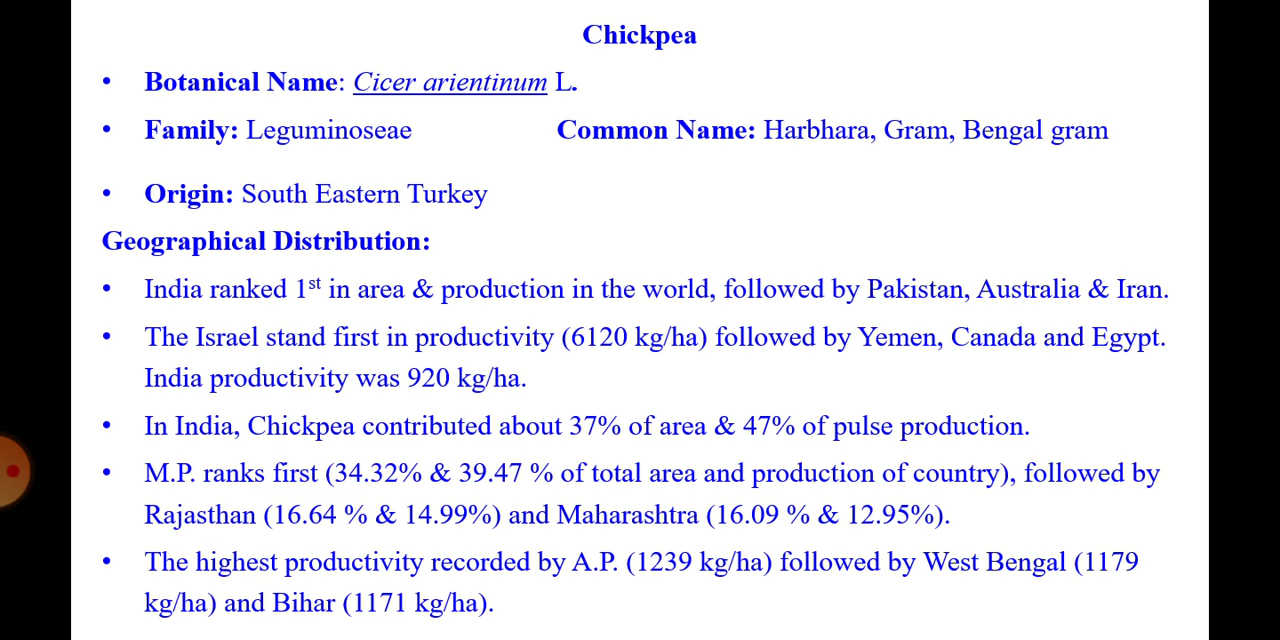 Chickpea
• Botanical Name: Cicer arientinum L.
• Family: Leguminoseae Common Name: Harbhara, Gram, Bengal gram
• Origin: South Eastern Turkey
Geographical Distribution:
• India ranked 1st in area & production in the world, followed by Pakistan, Australia & Iran.
• The Israel stand first in productivity (6120 kg/ha) followed by Yemen, Canada and Egypt.
India productivity was 920 kg/ha.
• In India, Chickpea contributed about 37% of area & 47% of pulse production.
• M.P. ranks first (34.32% & 39.47 % of total area and production of country), followed by
Rajasthan (16.64 % & 14.99%) and Maharashtra (16.09 % & 12.95%).
• The highest productivity recorded by A.P. (1239 kg/ha) followed by West Bengal (1179
kg/ha) and Bihar (1171 kg/ha).